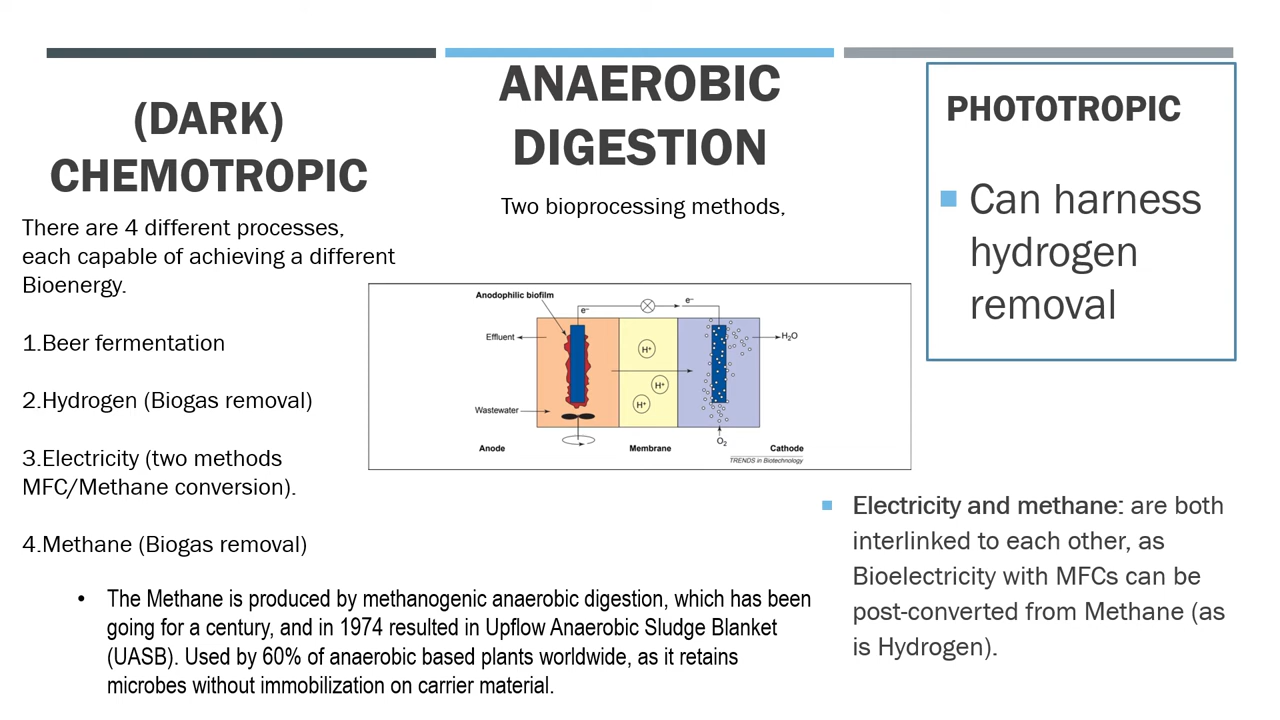 (DARK)
CHEMOTROPIC
There are 4 different processes,
each capable of achieving a different
Bioenergy.
1.Beer fermentation
2.Hydrogen (Biogas removal)
3.Electricity (two methods
MFC/Methane conversion).
4.Methane (Biogas removal)
ANAEROBIC
DIGESTION
Two bioprocessing methods,
Anodophilic biofilm
e⁻
e⁻
Effluent
H₂O
H⁺
H⁺
H⁺
Wastewater
O₂
Anode
Membrane
Cathode
TRENDS in Biotechnology
PHOTOTROPIC
Can harness
hydrogen
removal
• The Methane is produced by methanogenic anaerobic digestion, which has been
going for a century, and in 1974 resulted in Upflow Anaerobic Sludge Blanket
(UASB). Used by 60% of anaerobic based plants worldwide, as it retains
microbes without immobilization on carrier material.
Electricity and methane: are both
interlinked to each other, as
Bioelectricity with MFCs can be
post-converted from Methane (as
is Hydrogen).